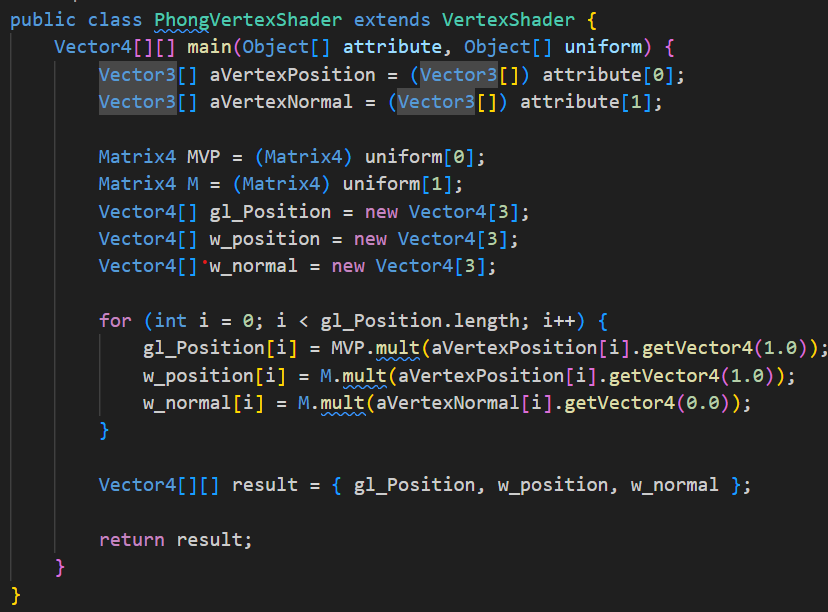 public class PhongVertexShader extends VertexShader {
    Vector4[][] main(Object[] attribute, Object[] uniform) {
        Vector3[] aVertexPosition = (Vector3[]) attribute[0];
        Vector3[] aVertexNormal = (Vector3[]) attribute[1];

        Matrix4 MVP = (Matrix4) uniform[0];
        Matrix4 M = (Matrix4) uniform[1];
        Vector4[] gl_Position = new Vector4[3];
        Vector4[] w_position = new Vector4[3];
        Vector4[] w_normal = new Vector4[3];

        for (int i = 0; i < gl_Position.length; i++) {
            gl_Position[i] = MVP.mult(aVertexPosition[i].getVector4(1.0));
            w_position[i] = M.mult(aVertexPosition[i].getVector4(1.0));
            w_normal[i] = M.mult(aVertexNormal[i].getVector4(0.0));
        }

        Vector4[][] result = { gl_Position, w_position, w_normal };

        return result;
    }
}